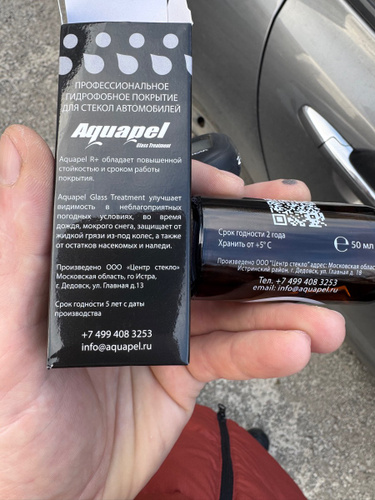 ПРОФЕССИОНАЛЬНОЕ
ГИДРОФОБНОЕ ПОКРЫТИЕ
ДЛЯ СТЕКОЛ АВТОМОБИЛЕЙ
Aquapel
Glass Treatment
Aquapel R+ обладает повышенной
стойкостью и сроком работы
покрытия.
Aquapel Glass Treatment улучшает
видимость в неблагоприятных
погодных условиях, во время
дождя, мокрого снега, защищает от
жидкой грязи из-под колес, а также
от остатков насекомых и наледи.
Произведено ООО «Центр стекло»
Московская область, го Истра,
г. Дедовск, ул. Главная д.13
Срок годности 5 лет с даты
производства
+7 499 408 3253
info@aquapel.ru
Срок годности 2 года
Хранить от +5° С
50 мл
Произведено ООО "Центр стекло" адрес: Московская
Истринский район, г. Дедовск, ул. Главная д. 18
Тел. +7 499 408 3253
email: info@aquapel.ru